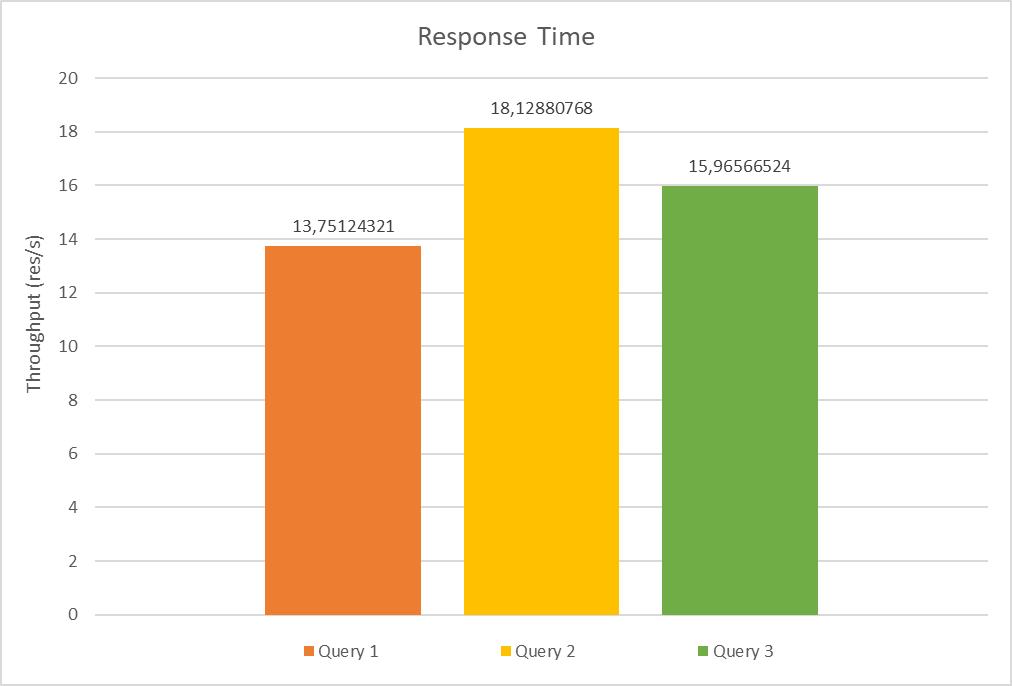 Response Time
Throughput (res/s)
20
18
16
14
12
10
8
6
4
2
0
13,75124321
18,12880768
15,96566524
Query 1
Query 2
Query 3